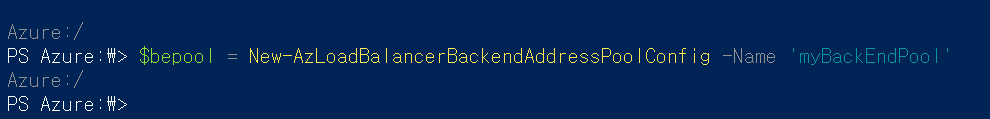 Azure:/
PS Azure:₩> $bepool = New-AzLoadBalancerBackendAddressPoolConfig -Name 'myBackEndPool'
Azure:/
PS Azure:₩>